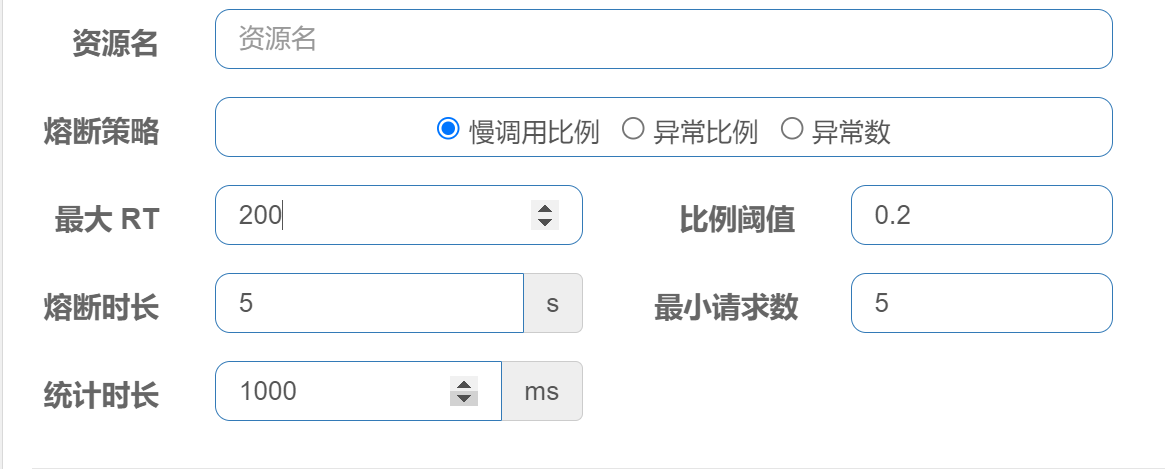 资源名 资源名
熔断策略 慢调用比例 异常比例 异常数
最大 RT 200 比例阈值 0.2
熔断时长 5 s 最小请求数 5
统计时长 1000 ms